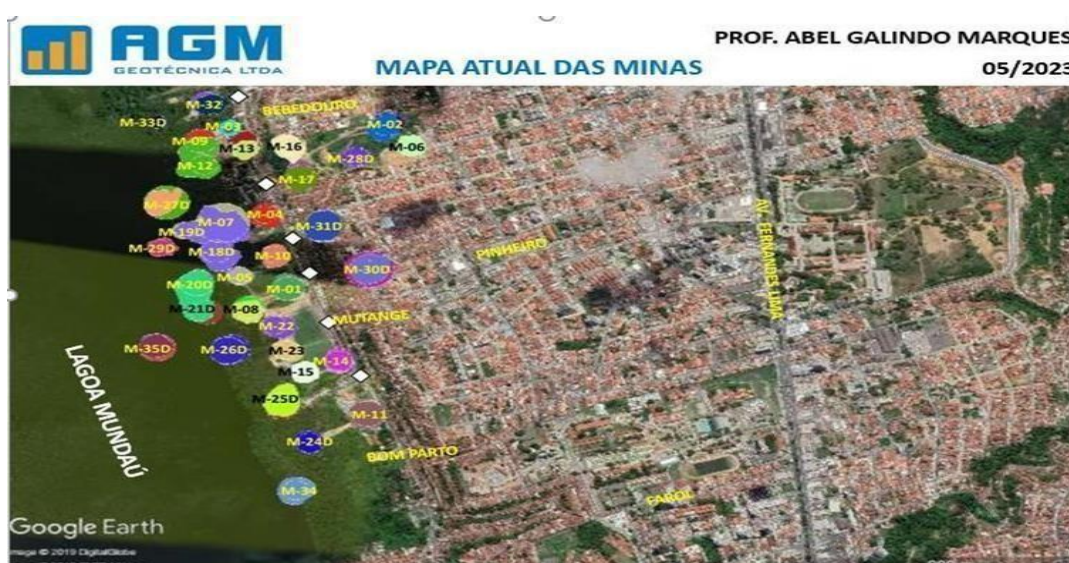 AGM
GEOTÉCNICA LTDA
MAPA ATUAL DAS MINAS
PROF. ABEL GALINDO MARQUES
05/2023
M-32
BEBEDOURO
M-33D
M-03
M-02
M-09
M-13
M-16
M-06
M-12
M-28D
M-17
M-27D
M-07
M-04
M-19D
M-31D
M-29D
M-18D
M-10
PINHEIRO
AV. FERNANDES LIMA
M-30D
M-05
M-20D
M-01
M-21D
M-08
MUTANGE
M-22
M-35D
M-26D
M-23
M-14
M-15
LAGOA MUNDAÚ
M-25D
M-11
M-24D
BOM PARTO
M-34
FAROL
Google Earth
Image © 2019 DigitalGlobe